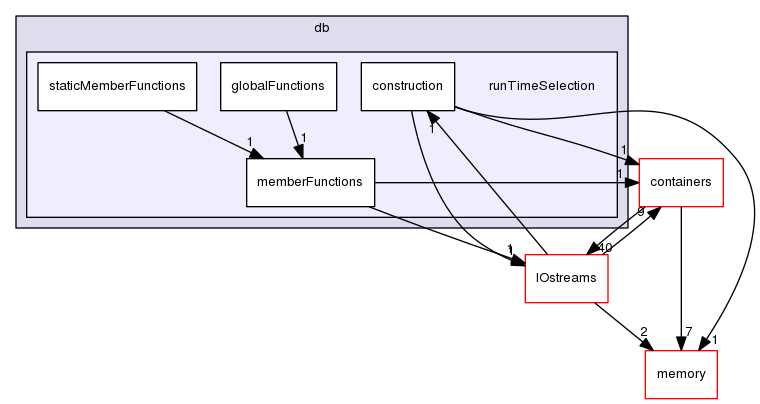 db
staticMemberFunctions
globalFunctions
construction
runTimeSelection
1
1
1
1
memberFunctions
1
containers
9
40
1
1
IOstreams
2
7
1
memory